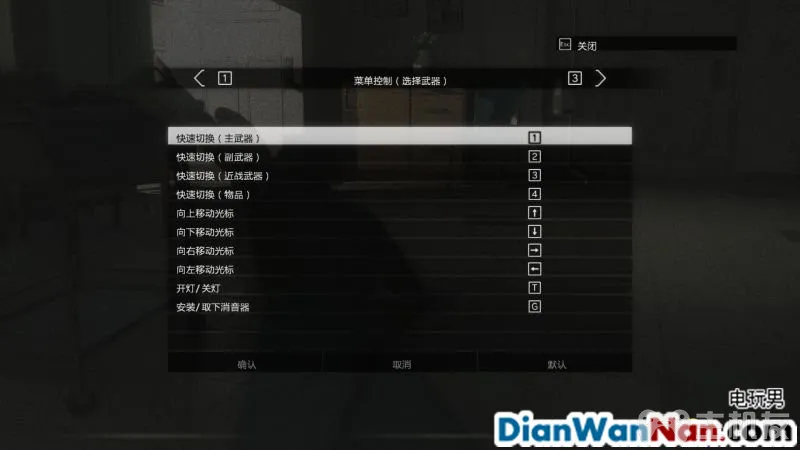 Esc 关闭
1 菜单控制（选择武器） 3
快速切换（主武器） 1
快速切换（副武器） 2
快速切换（近战武器） 3
快速切换（物品） 4
向上移动光标 ↑
向下移动光标 ↓
向右移动光标 →
向左移动光标 ←
开灯/关灯 T
安装/取下消音器 G
确认 取消 默认
电玩男
DianWanNan.com